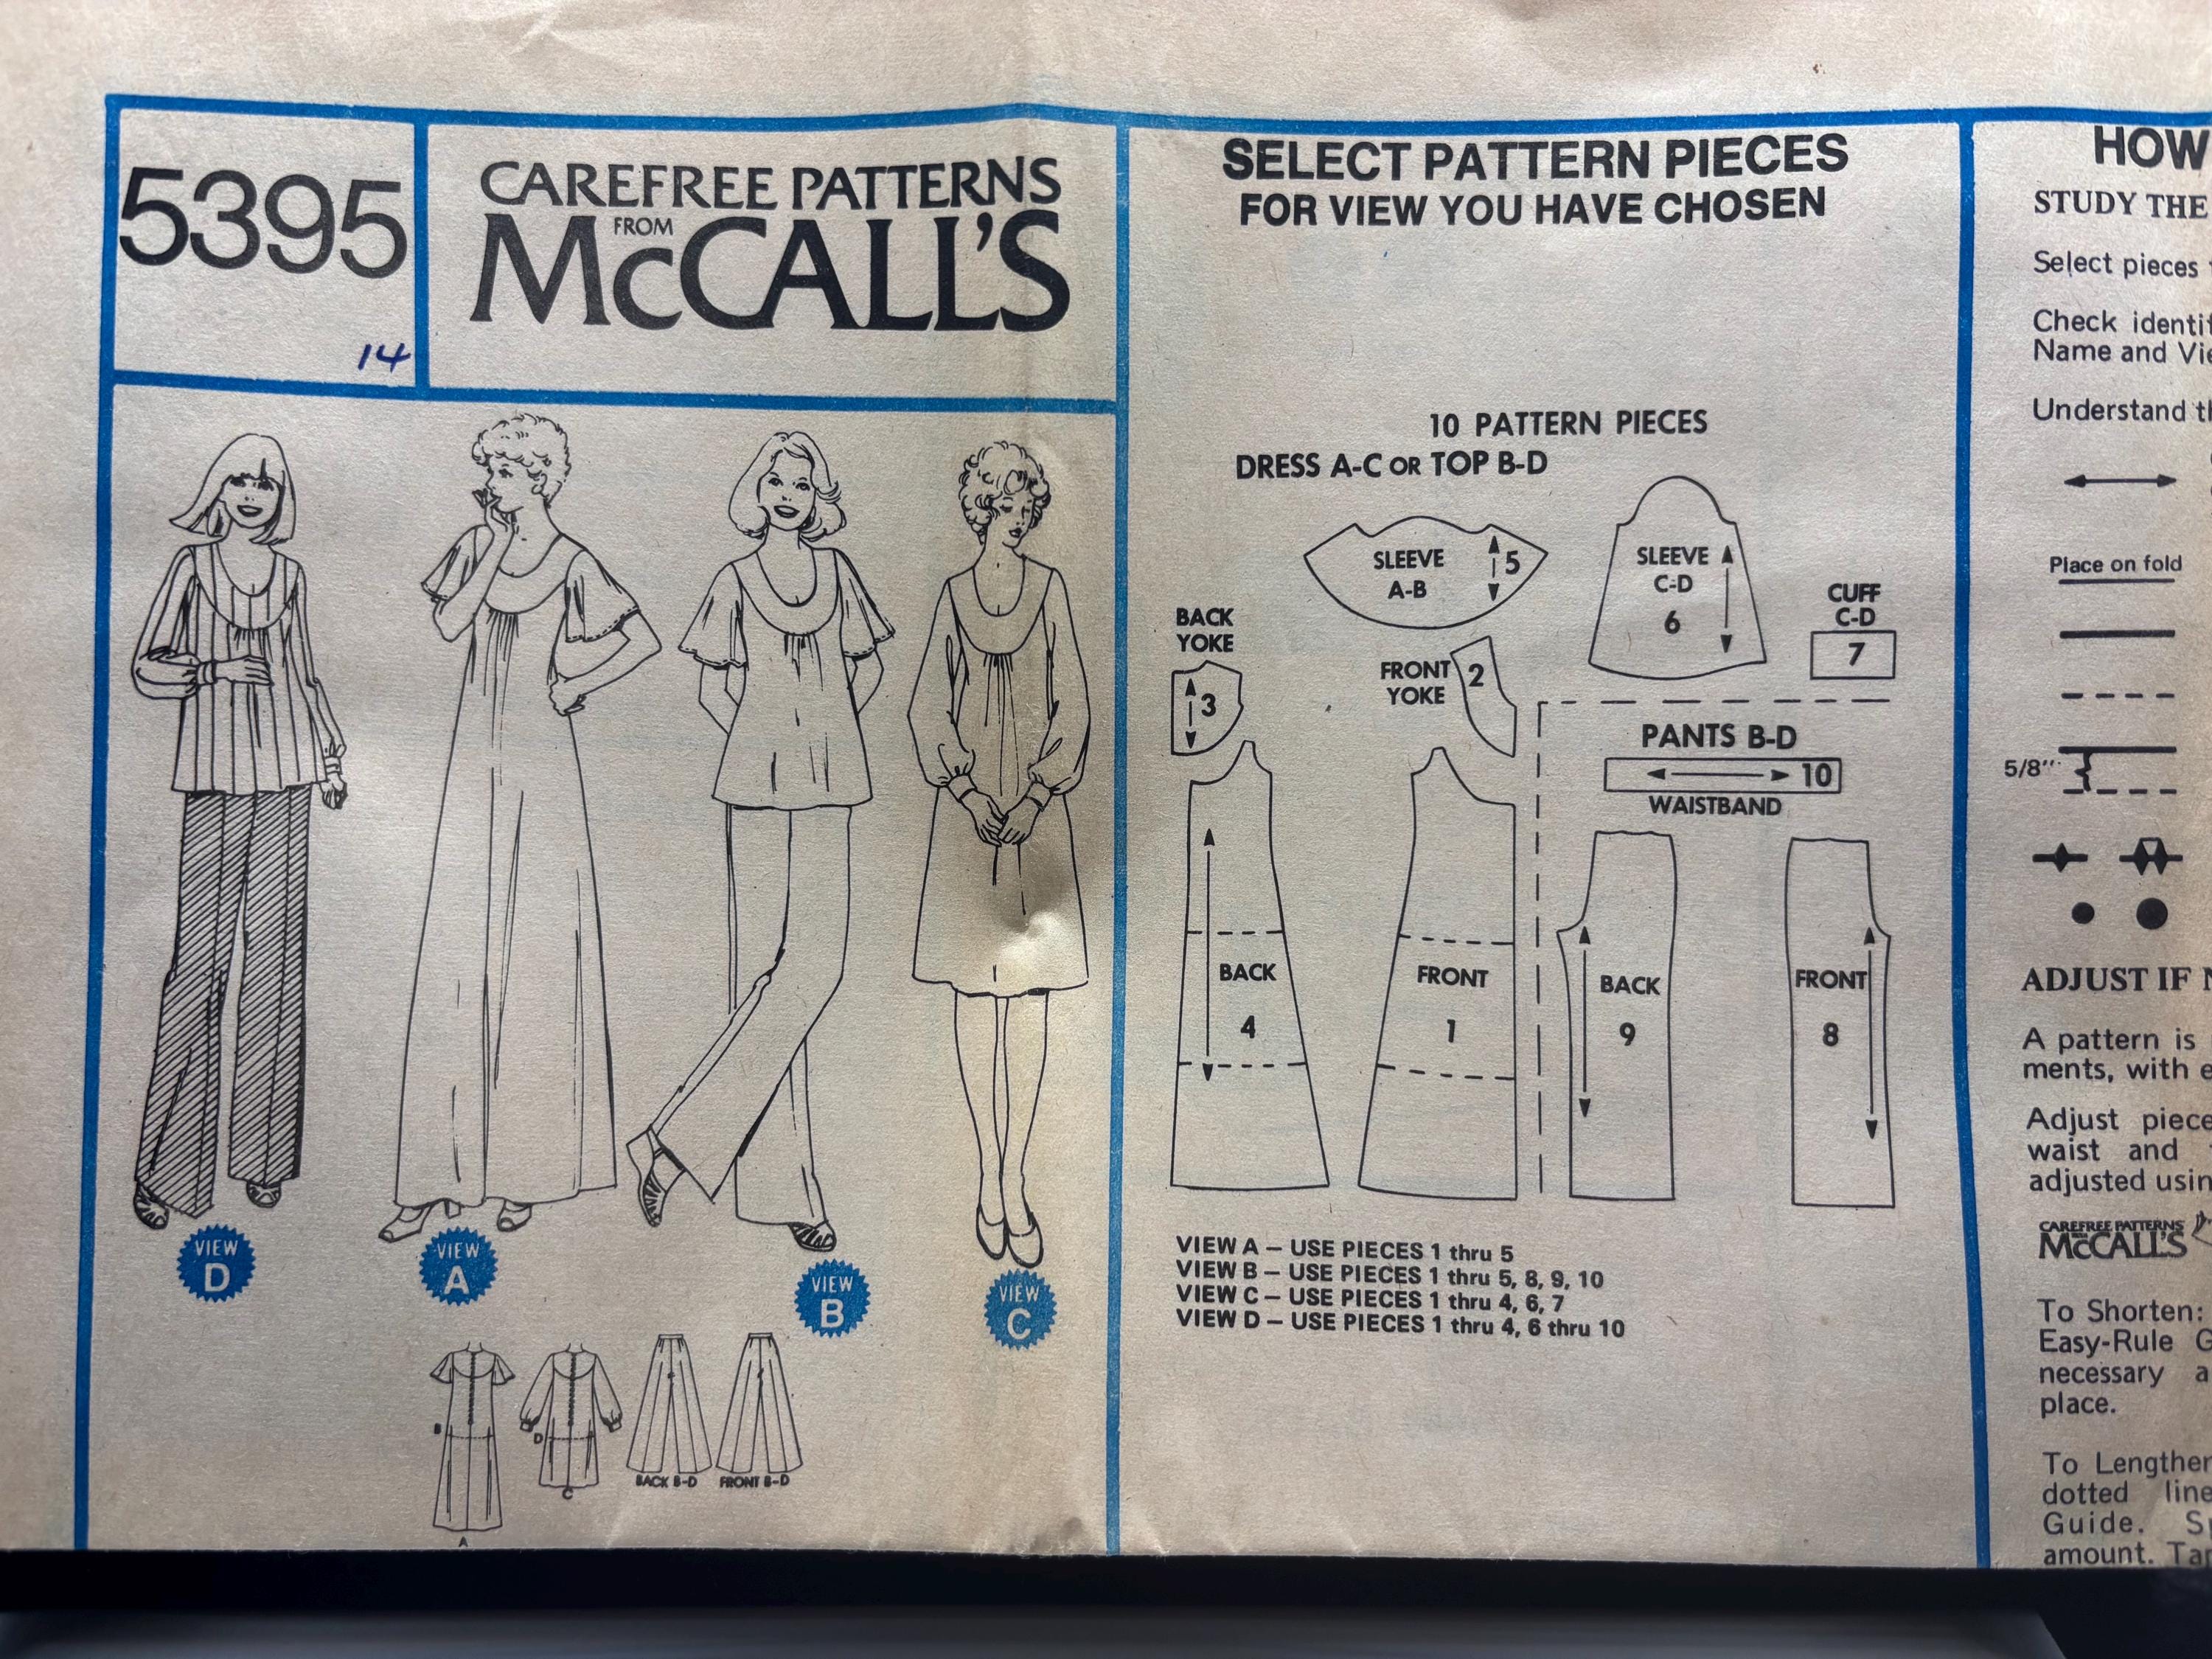 5395
14
CAREFREE PATTERNS
FROM
McCALL'S
VIEW
D
VIEW
A
VIEW
B
VIEW
C
B
A
D
C
BACK B-D
FRONT B-D
SELECT PATTERN PIECES
FOR VIEW YOU HAVE CHOSEN
10 PATTERN PIECES
DRESS A-C OR TOP B-D
SLEEVE
A-B
5
SLEEVE
C-D
6
CUFF
C-D
7
BACK
YOKE
3
FRONT
YOKE
2
PANTS B-D
10
WAISTBAND
BACK
4
FRONT
1
BACK
9
FRONT
8
VIEW A – USE PIECES 1 thru 5
VIEW B – USE PIECES 1 thru 5, 8, 9, 10
VIEW C – USE PIECES 1 thru 4, 6, 7
VIEW D – USE PIECES 1 thru 4, 6 thru 10
HOW
STUDY THE
Select pieces
Check
Name and
Understand
Place on fold
5/8"
ADJUST IF
A pattern is
ments, with
Adjust
waist and
adjusted
CAREFREE PATTERNS
McCALL'S
To Shorten:
Easy-Rule
necessary
place.
To
dotted
Guide.
amount.